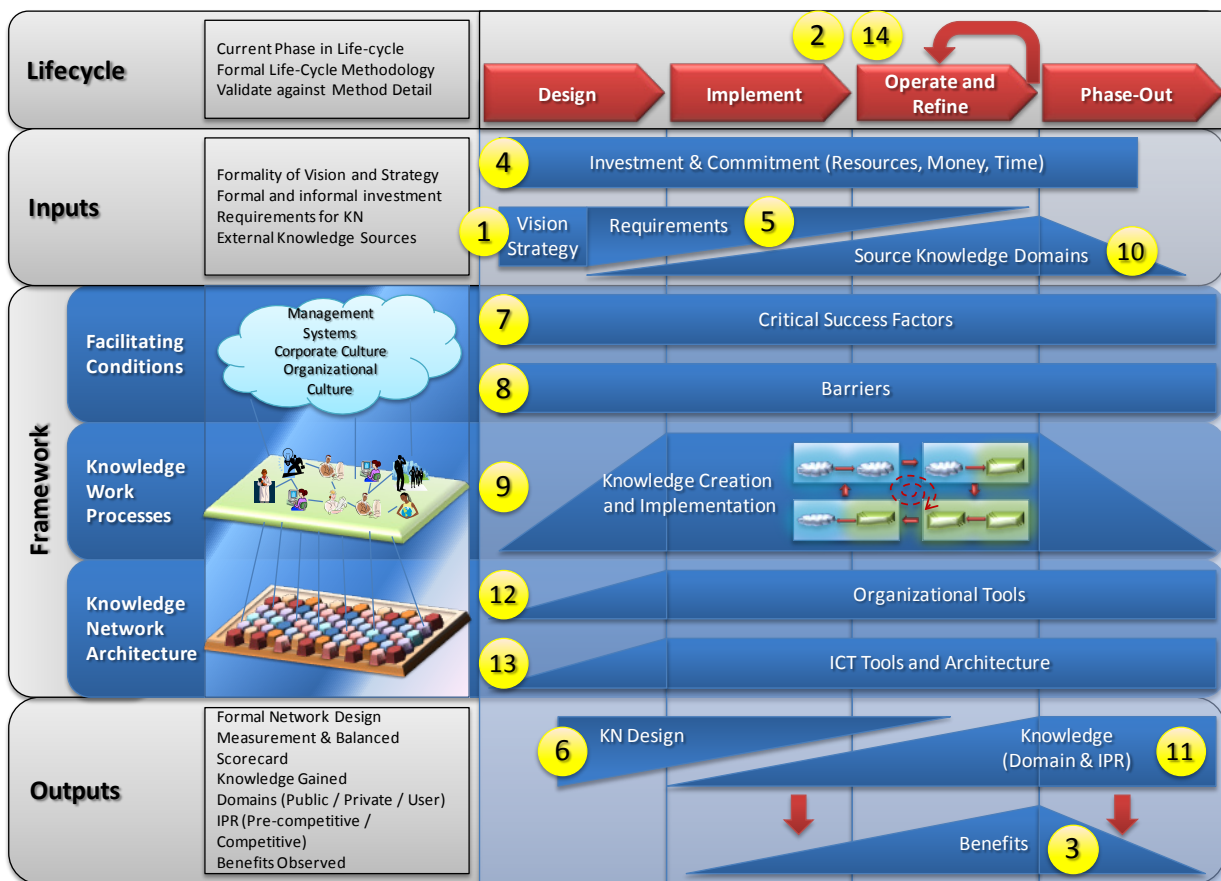 Lifecycle
Current Phase in Life-cycle
Formal Life-Cycle Methodology
Validate against Method Detail
2
14
Design
Implement
Operate and
Refine
Phase-Out
Inputs
Formality of Vision and Strategy
Formal and informal investment
Requirements for KN
External Knowledge Sources
4
Investment & Commitment (Resources, Money, Time)
1
Vision
Strategy
Requirements
5
Source Knowledge Domains
10
Framework
Facilitating
Conditions
Management
Systems
Corporate Culture
Organizational
Culture
7
Critical Success Factors
8
Barriers
Knowledge
Work
Processes
9
Knowledge Creation
and Implementation
Knowledge
Network
Architecture
12
Organizational Tools
13
ICT Tools and Architecture
Outputs
Formal Network Design
Measurement & Balanced
Scorecard
Knowledge Gained
Domains (Public / Private / User)
IPR (Pre-competitive /
Competitive)
Benefits Observed
6
KN Design
Knowledge
(Domain & IPR)
11
Benefits
3